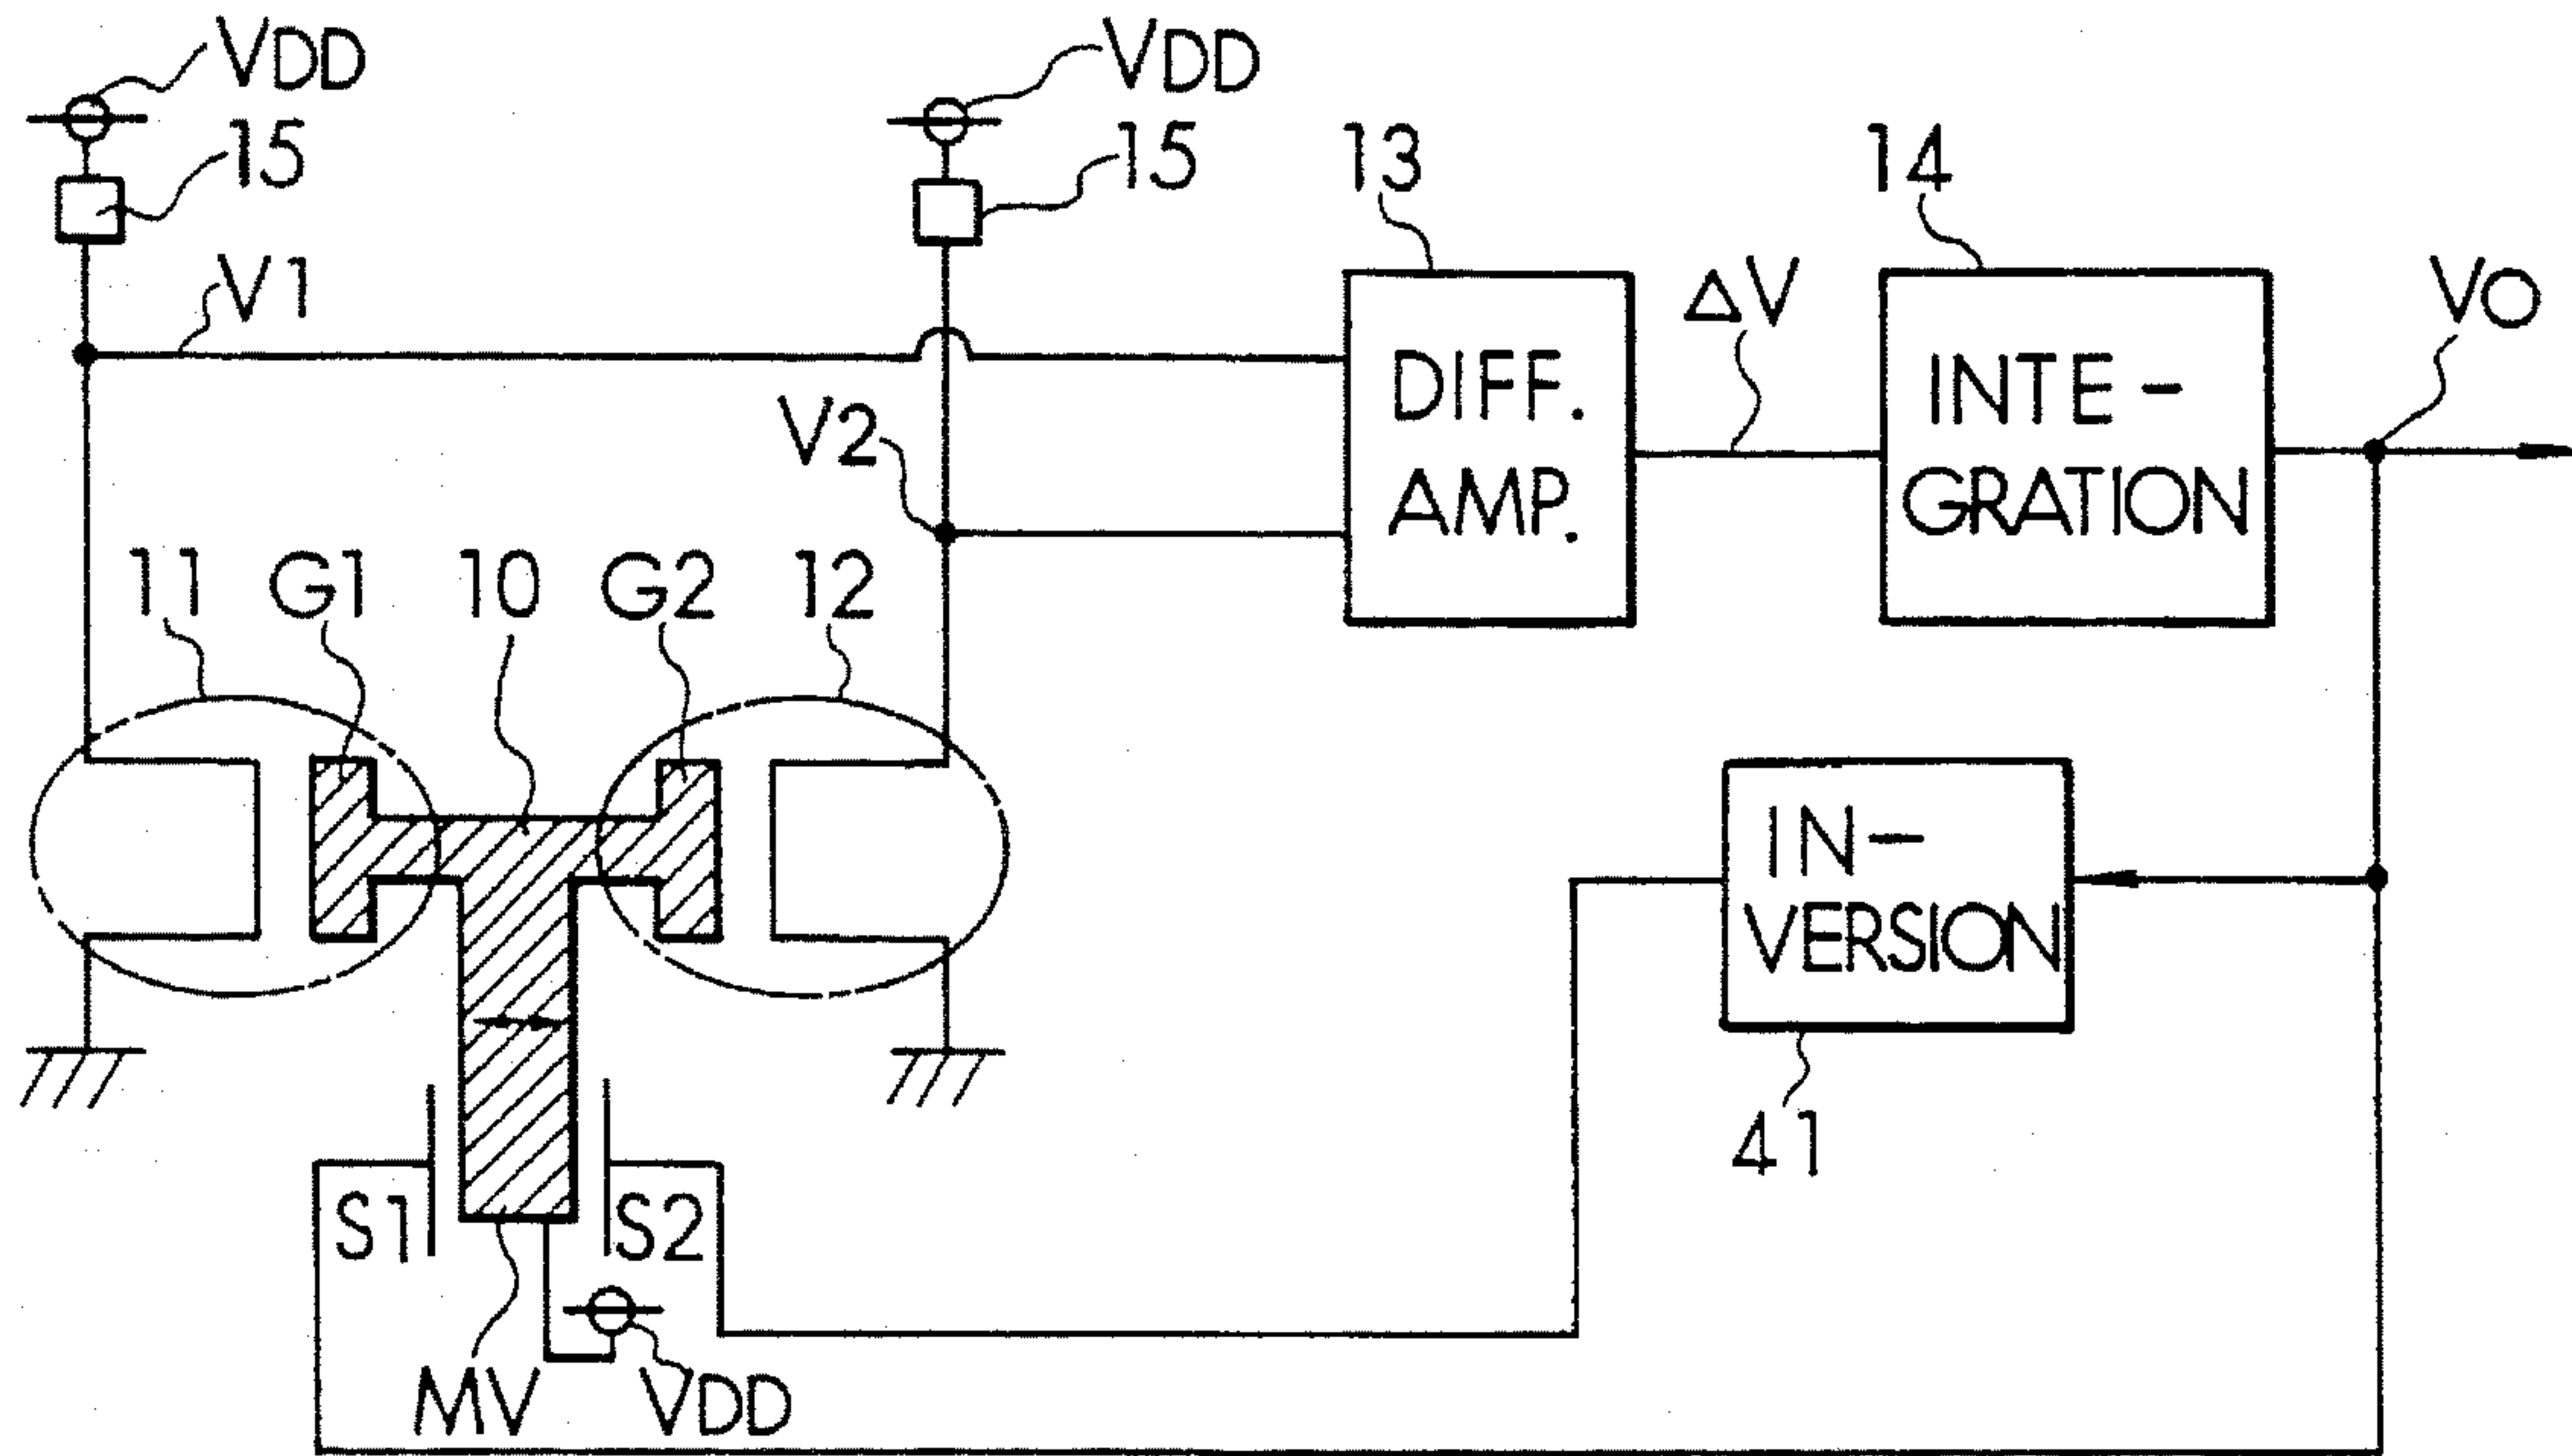 VDD
VDD
15
15
13
14
V1
ΔV
VO
V2
DIFF.
AMP.
INTE-
GRATION
11
G1
10
G2
12
IN-
VERSION
41
S1
S2
MV
VDD